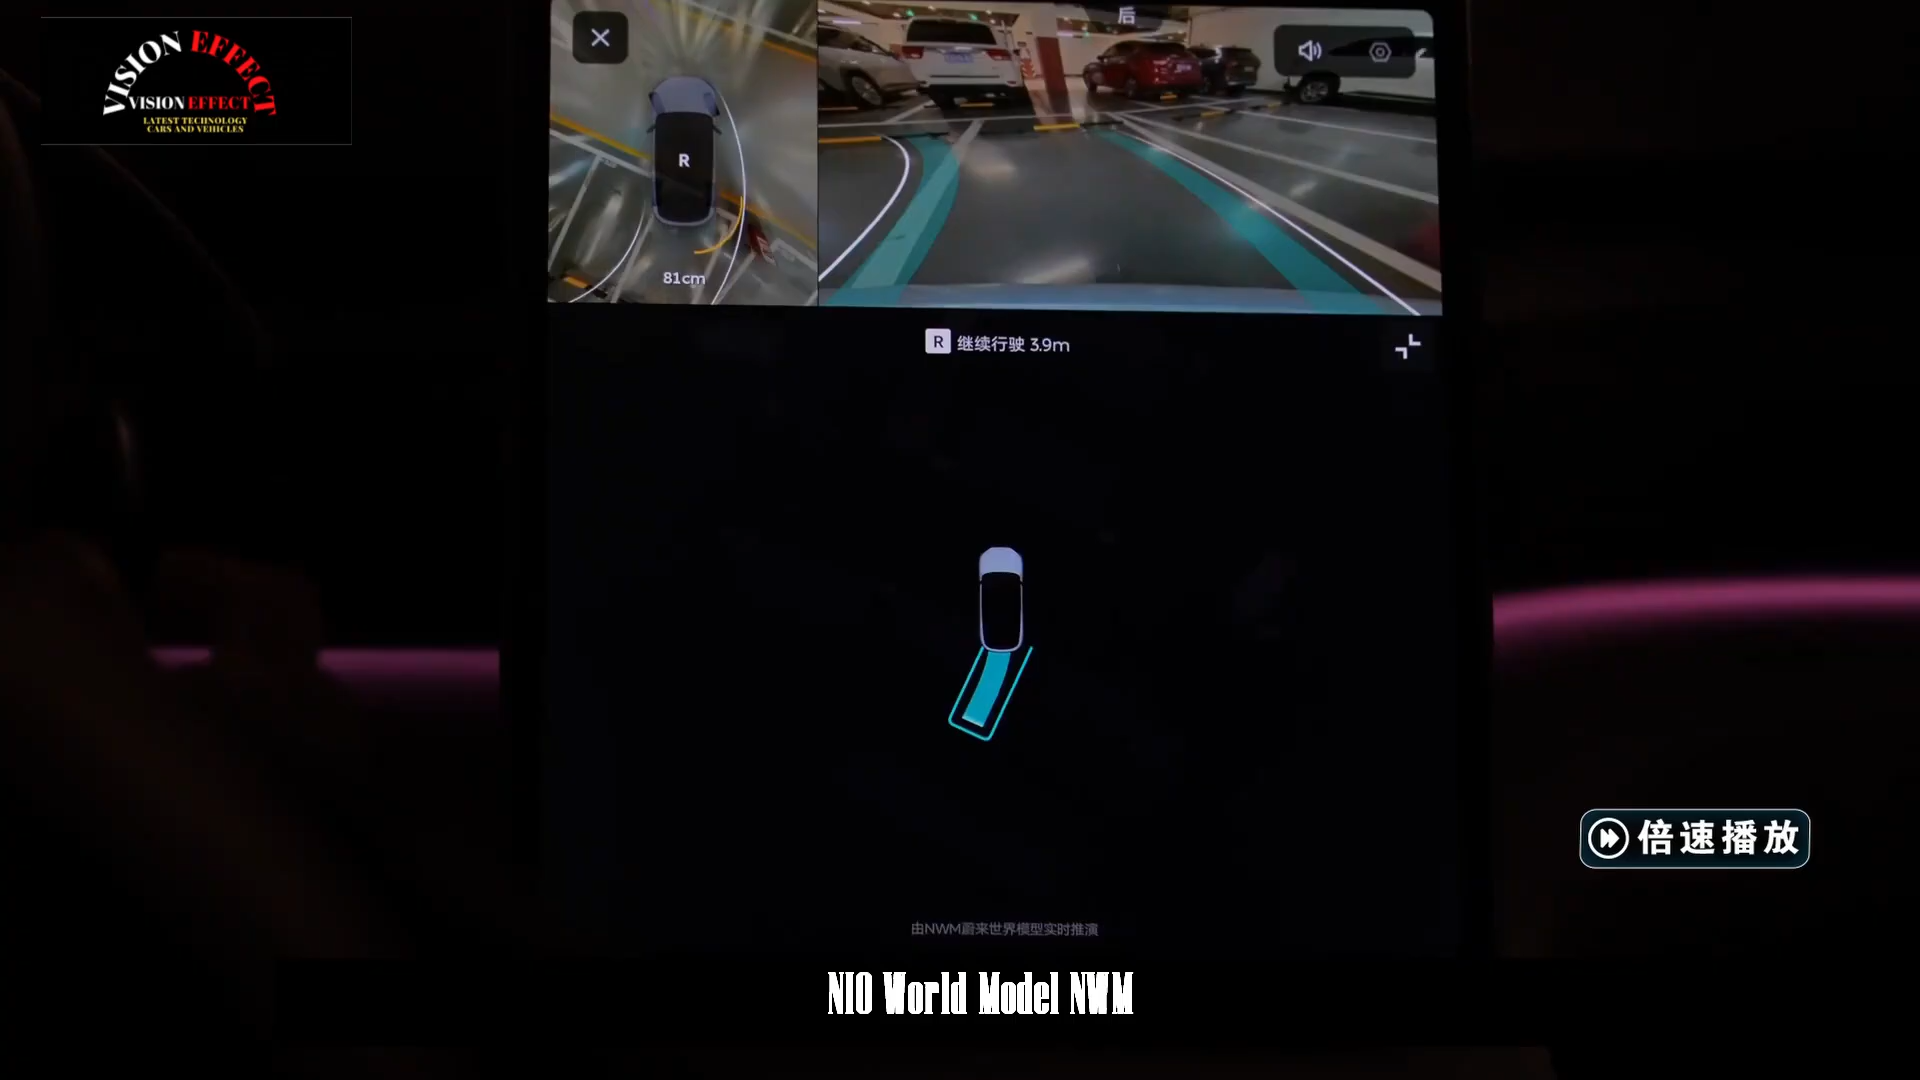 VISION EFFECT
VISION EFFECT
LATEST TECHNOLOGY
CARS AND VEHICLES
后
R
81cm
R 继续行驶 3.9m
倍速播放
由NWM蔚来世界模型实时推演
NIO World Model NWM